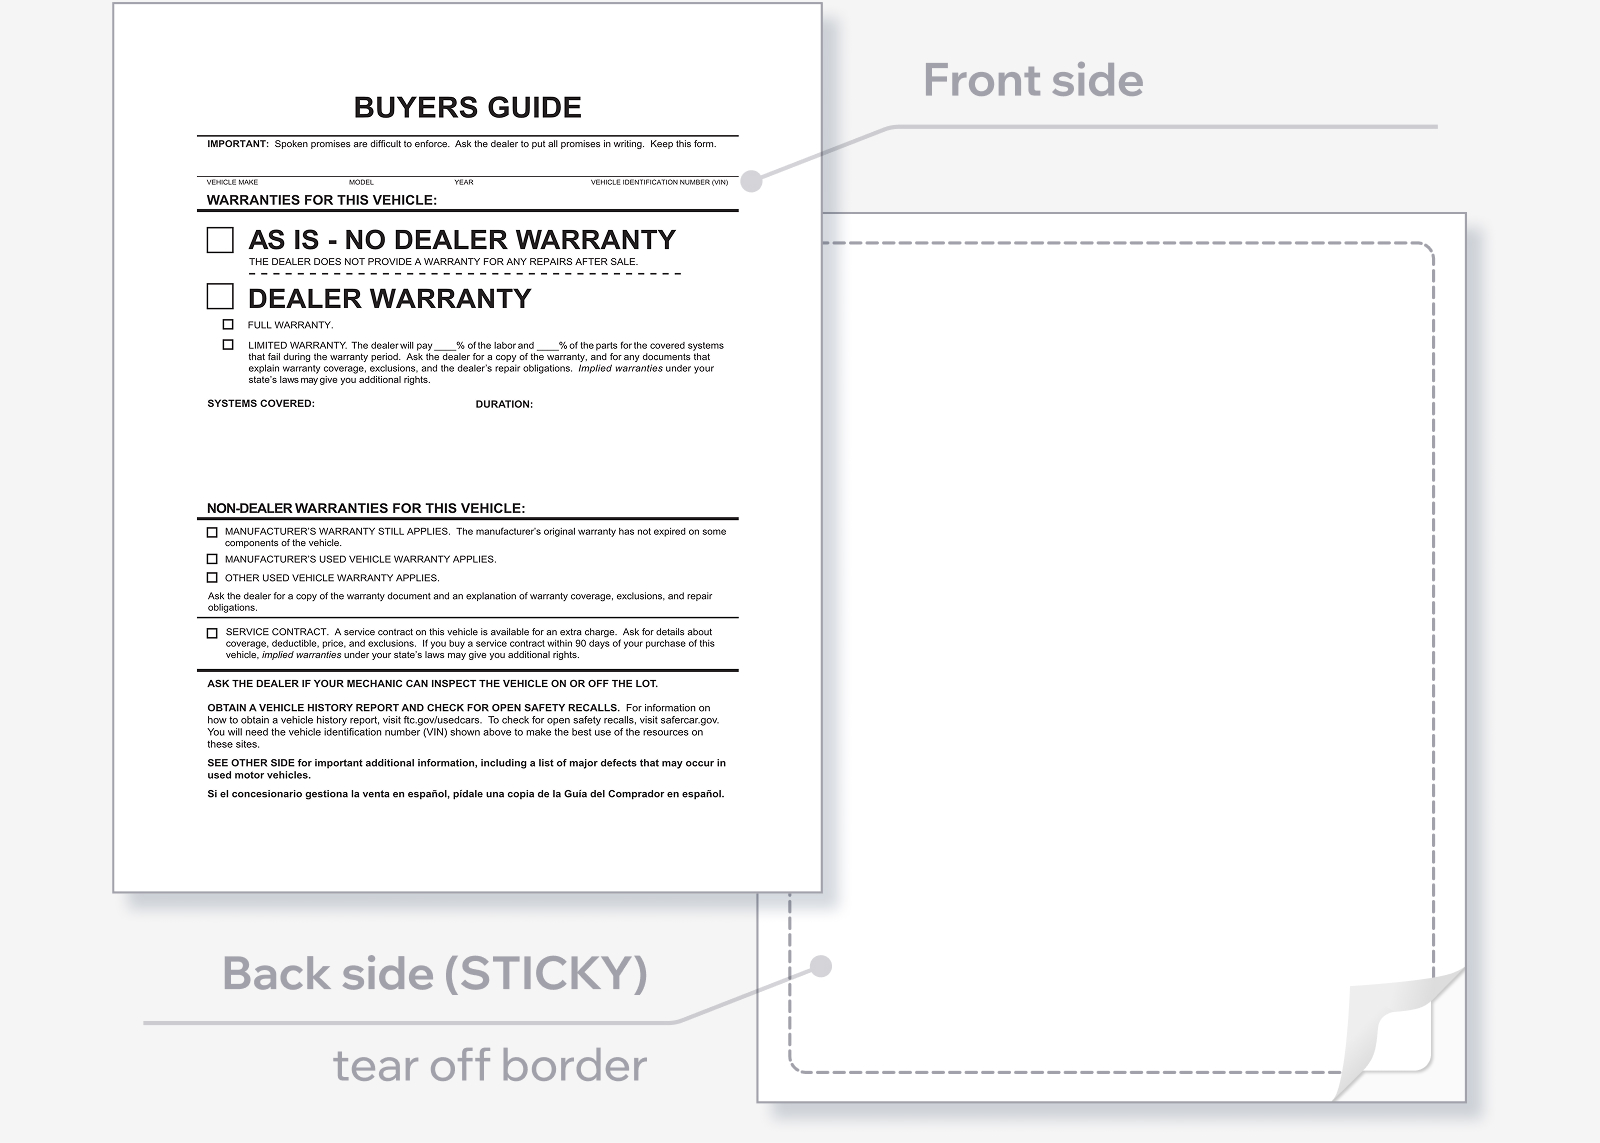 Front side
BUYERS GUIDE
IMPORTANT: Spoken promises are difficult to enforce. Ask the dealer to put all promises in writing. Keep this form.
VEHICLE MAKE MODEL YEAR VEHICLE IDENTIFICATION NUMBER (VIN)
WARRANTIES FOR THIS VEHICLE:
AS IS - NO DEALER WARRANTY
THE DEALER DOES NOT PROVIDE A WARRANTY FOR ANY REPAIRS AFTER SALE.
DEALER WARRANTY
FULL WARRANTY.
LIMITED WARRANTY. The dealer will pay ____% of the labor and ____% of the parts for the covered systems
that fail during the warranty period. Ask the dealer for a copy of the warranty, and for any documents that
explain warranty coverage, exclusions, and the dealer's repair obligations. Implied warranties under your
state's laws may give you additional rights.
SYSTEMS COVERED: DURATION:
NON-DEALER WARRANTIES FOR THIS VEHICLE:
MANUFACTURER'S WARRANTY STILL APPLIES. The manufacturer's original warranty has not expired on some
components of the vehicle.
MANUFACTURER'S USED VEHICLE WARRANTY APPLIES.
OTHER USED VEHICLE WARRANTY APPLIES.
Ask the dealer for a copy of the warranty document and an explanation of warranty coverage, exclusions, and repair
obligations.
SERVICE CONTRACT. A service contract on this vehicle is available for an extra charge. Ask for details about
coverage, deductible, price, and exclusions. If you buy a service contract within 90 days of your purchase of this
vehicle, implied warranties under your state's laws may give you additional rights.
ASK THE DEALER IF YOUR MECHANIC CAN INSPECT THE VEHICLE ON OR OFF THE LOT.
OBTAIN A VEHICLE HISTORY REPORT AND CHECK FOR OPEN SAFETY RECALLS. For information on
how to obtain a vehicle history report, visit ftc.gov/usedcars. To check for open safety recalls, visit safercar.gov.
You will need the vehicle identification number (VIN) shown above to make the best use of the resources on
these sites.
SEE OTHER SIDE for important additional information, including a list of major defects that may occur in
used motor vehicles.
Si el concesionario gestiona la venta en español, pídale una copia de la Guía del Comprador en español.
Back side (STICKY)
tear off border